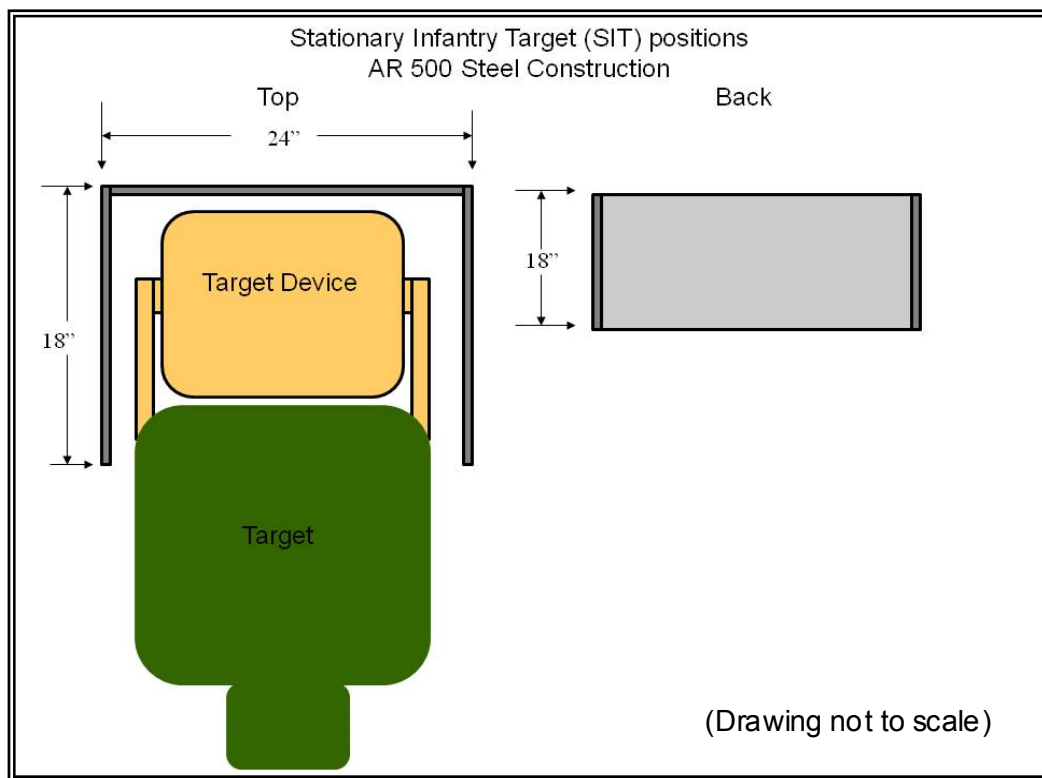 Stationary Infantry Target (SIT) positions
AR 500 Steel Construction
Top
Back
24”
18”
18”
Target Device
Target
(Drawing not to scale)